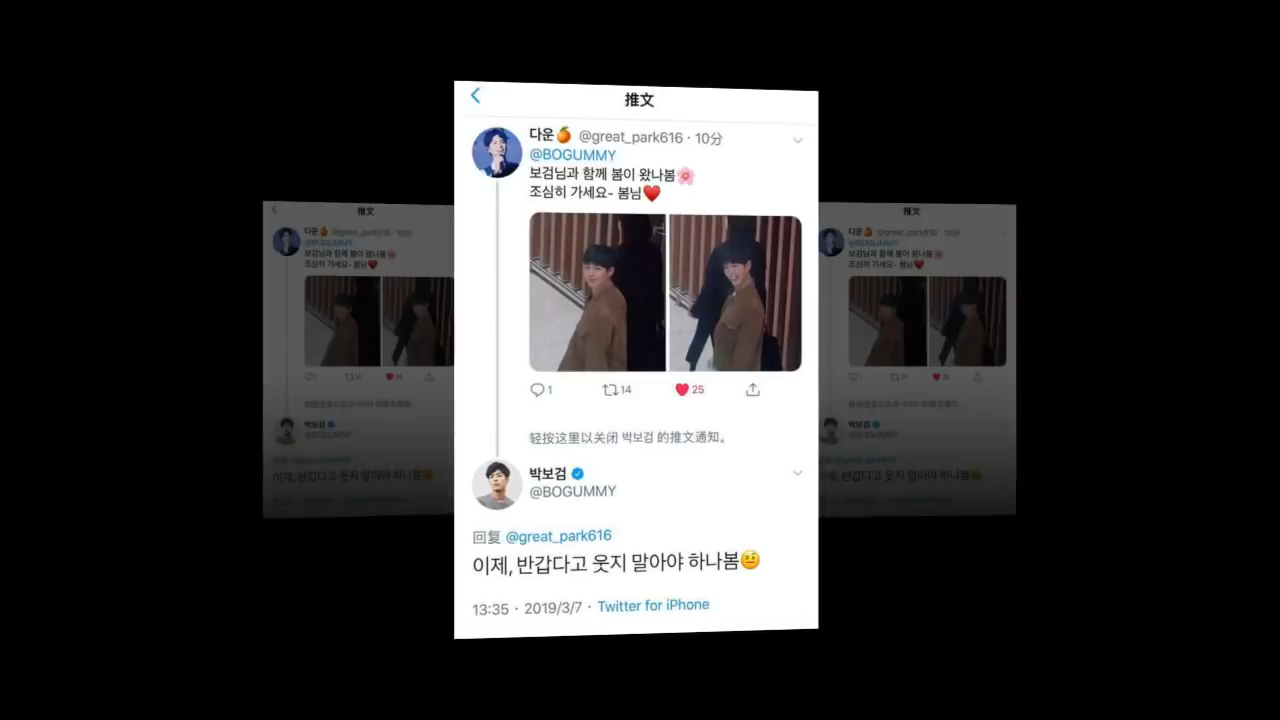 推文
다운🍊 @great_park616 · 10分
@BOGUMMY
보검님과 함께 봄이 왔나봄🌸
조심히 가세요- 봄님❤️
1 14 25
轻按这里以关闭 박보검 的推文通知。
박보검
@BOGUMMY
回复 @great_park616
이제, 반갑다고 웃지 말아야 하나봄🤨
13:35 · 2019/3/7 · Twitter for iPhone